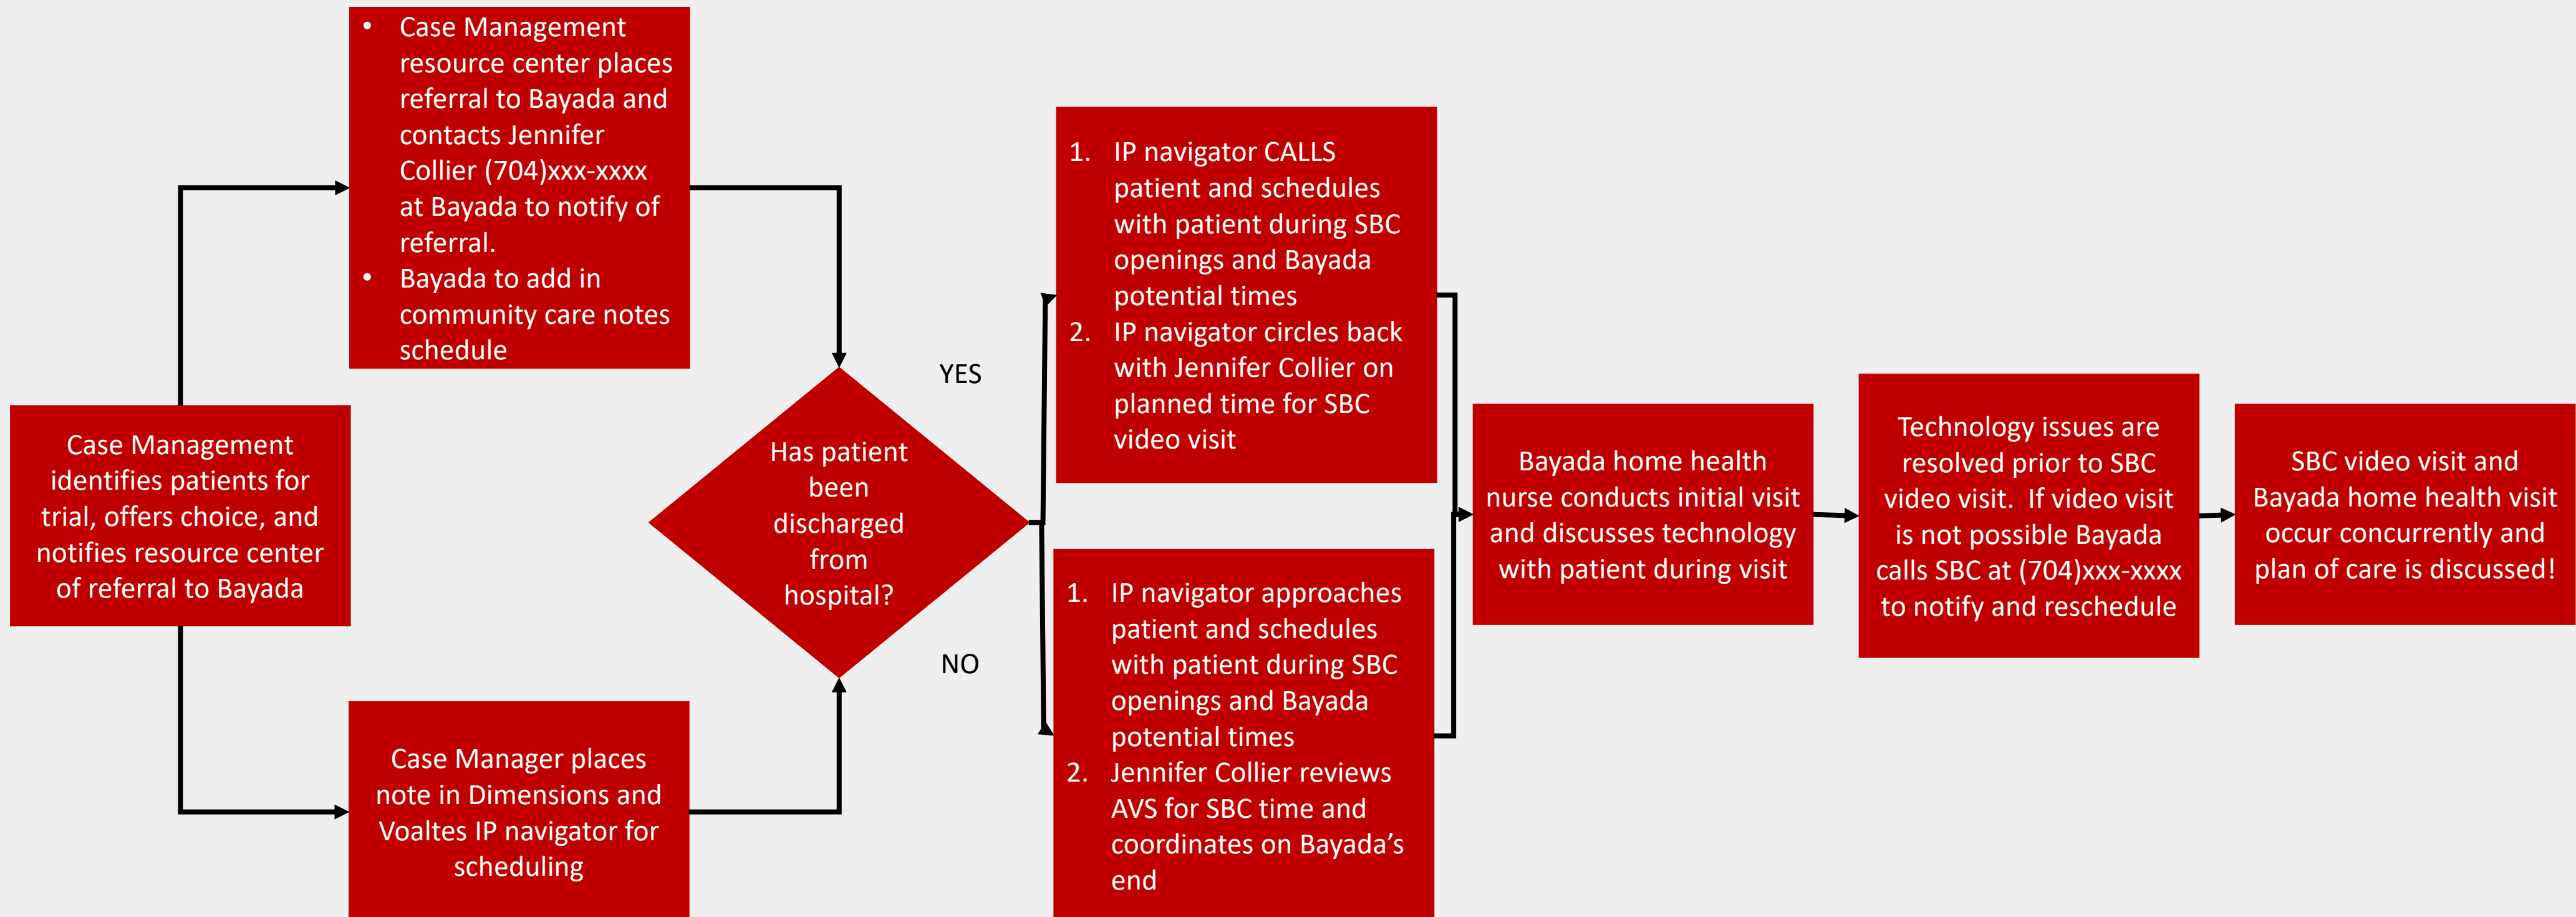 Case Management
identifies patients for
trial, offers choice, and
notifies resource center
of referral to Bayada
• Case Management
resource center places
referral to Bayada and
contacts Jennifer
Collier (704)xxx-xxxx
at Bayada to notify of
referral.
• Bayada to add in
community care notes
schedule
Case Manager places
note in Dimensions and
Voaltes IP navigator for
scheduling
Has patient
been
discharged
from
hospital?
YES
1. IP navigator CALLS
patient and schedules
with patient during SBC
openings and Bayada
potential times
2. IP navigator circles back
with Jennifer Collier on
planned time for SBC
video visit
NO
1. IP navigator approaches
patient and schedules
with patient during SBC
openings and Bayada
potential times
2. Jennifer Collier reviews
AVS for SBC time and
coordinates on Bayada’s
end
Bayada home health
nurse conducts initial visit
and discusses technology
with patient during visit
Technology issues are
resolved prior to SBC
video visit.  If video visit
is not possible Bayada
calls SBC at (704)xxx-xxxx
to notify and reschedule
SBC video visit and
Bayada home health visit
occur concurrently and
plan of care is discussed!